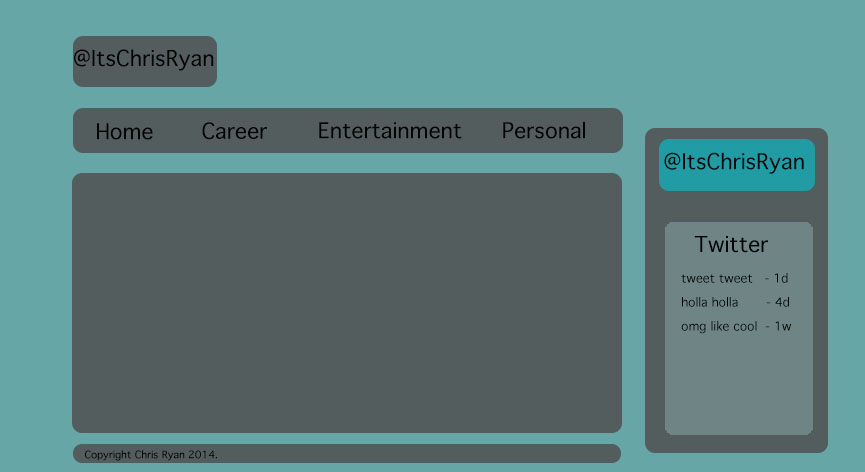 @ItsChrisRyan
Home Career Entertainment Personal
@ItsChrisRyan
Twitter
tweet tweet - 1d
holla holla - 4d
omg like cool - 1w
Copyright Chris Ryan 2014.